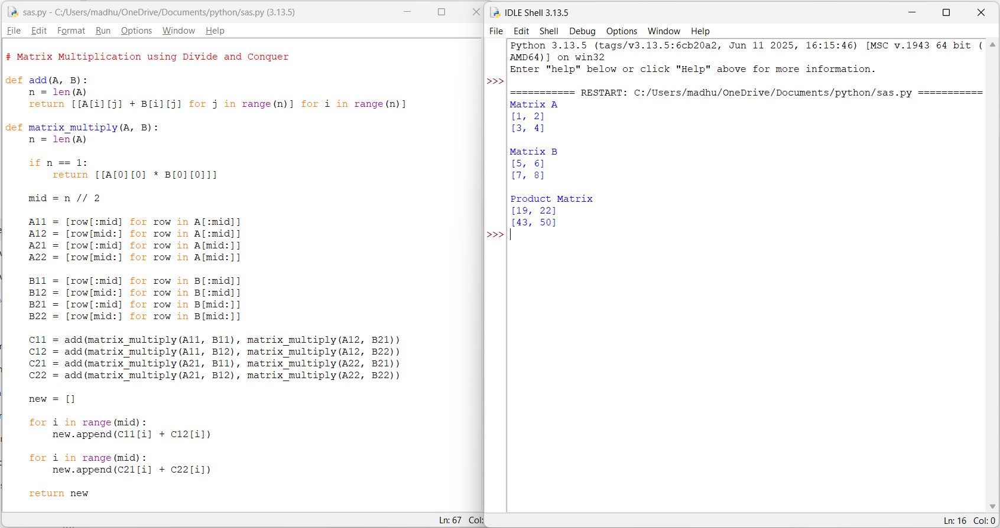 sas.py - C:/Users/madhu/OneDrive/Documents/python/sas.py (3.13.5)
File Edit Format Run Options Window Help
# Matrix Multiplication using Divide and Conquer
def add(A, B):
    n = len(A)
    return [[A[i][j] + B[i][j] for j in range(n)] for i in range(n)]
def matrix_multiply(A, B):
    n = len(A)
    if n == 1:
        return [[A[0][0] * B[0][0]]]
    mid = n // 2
    A11 = [row[:mid] for row in A[:mid]]
    A12 = [row[mid:] for row in A[:mid]]
    A21 = [row[:mid] for row in A[mid:]]
    A22 = [row[mid:] for row in A[mid:]]
    B11 = [row[:mid] for row in B[:mid]]
    B12 = [row[mid:] for row in B[:mid]]
    B21 = [row[:mid] for row in B[mid:]]
    B22 = [row[mid:] for row in B[mid:]]
    C11 = add(matrix_multiply(A11, B11), matrix_multiply(A12, B21))
    C12 = add(matrix_multiply(A11, B12), matrix_multiply(A12, B22))
    C21 = add(matrix_multiply(A21, B11), matrix_multiply(A22, B21))
    C22 = add(matrix_multiply(A21, B12), matrix_multiply(A22, B22))
    new = []
    for i in range(mid):
        new.append(C11[i] + C12[i])
    for i in range(mid):
        new.append(C21[i] + C22[i])
    return new
Ln: 67 Col:
IDLE Shell 3.13.5
File Edit Shell Debug Options Window Help
Python 3.13.5 (tags/v3.13.5:6cb20a2, Jun 11 2025, 16:15:46) [MSC v.1943 64 bit (
AMD64)] on win32
Enter "help" below or click "Help" above for more information.
>>>
=========== RESTART: C:/Users/madhu/OneDrive/Documents/python/sas.py ===========
Matrix A
[1, 2]
[3, 4]
Matrix B
[5, 6]
[7, 8]
Product Matrix
[19, 22]
[43, 50]
>>>
Ln: 16 Col: 0